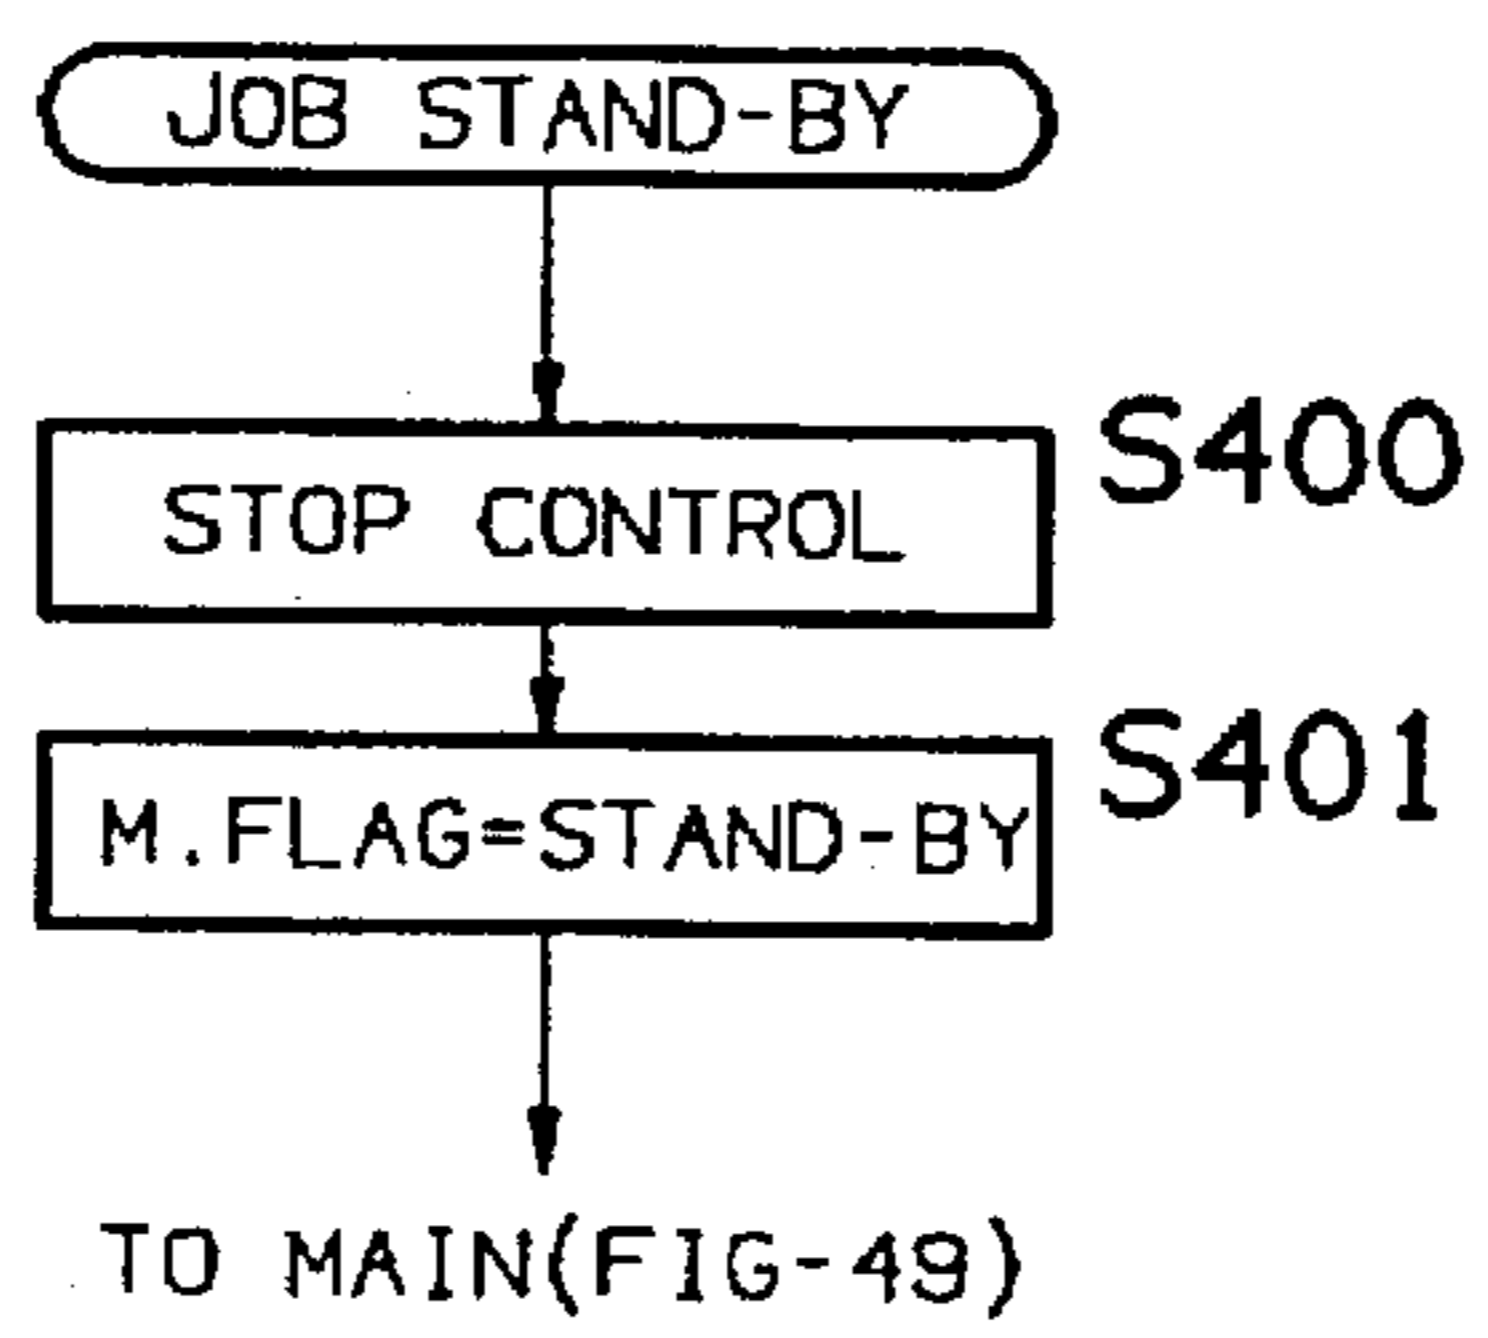 JOB STAND-BY
S400
STOP CONTROL
S401
M.FLAG=STAND-BY
TO MAIN(FIG-49)